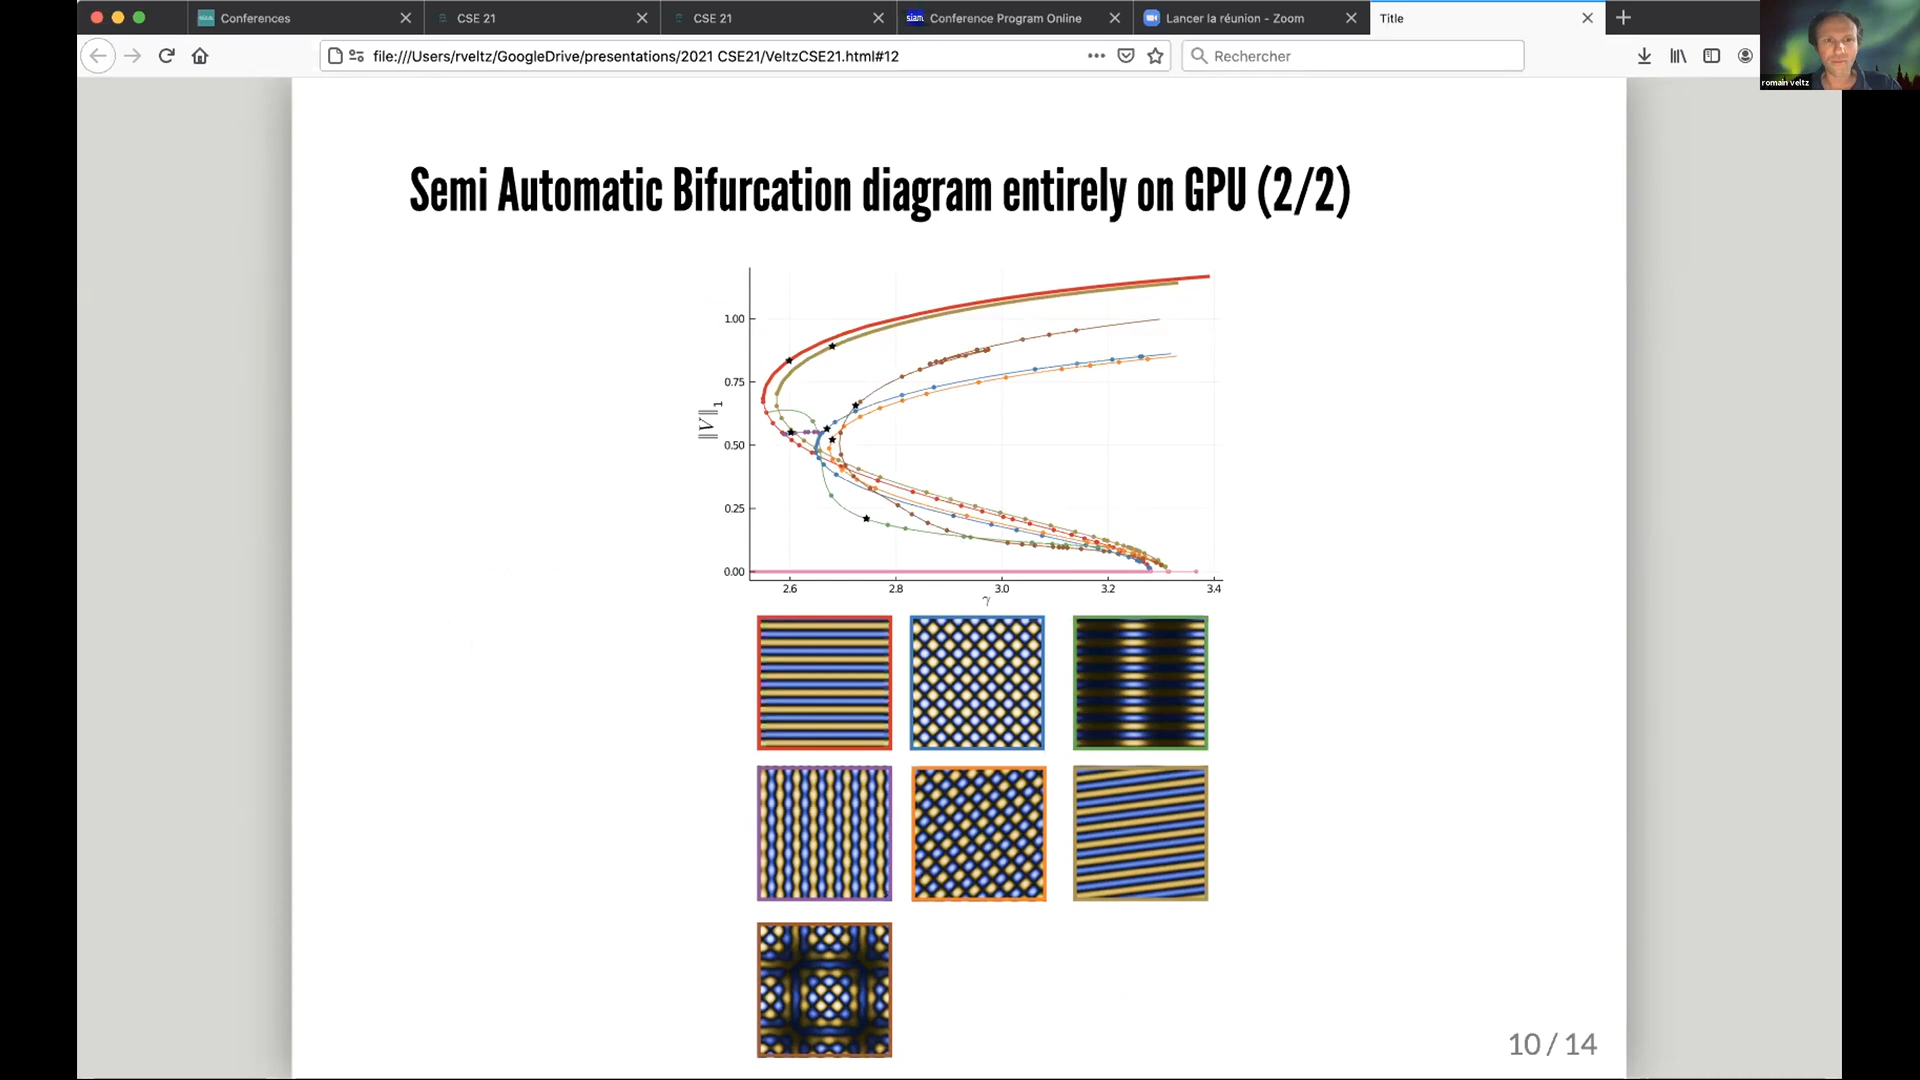 Conferences
CSE 21
CSE 21
siam Conference Program Online
Lancer la réunion - Zoom
Title
file:///Users/rveltz/GoogleDrive/presentations/2021 CSE21/VeltzCSE21.html#12
Rechercher
romain veltz
Semi Automatic Bifurcation diagram entirely on GPU (2/2)
1.00
0.75
0.50
0.25
0.00
‖V‖1
2.6 2.8 3.0 3.2 3.4
γ
10 / 14